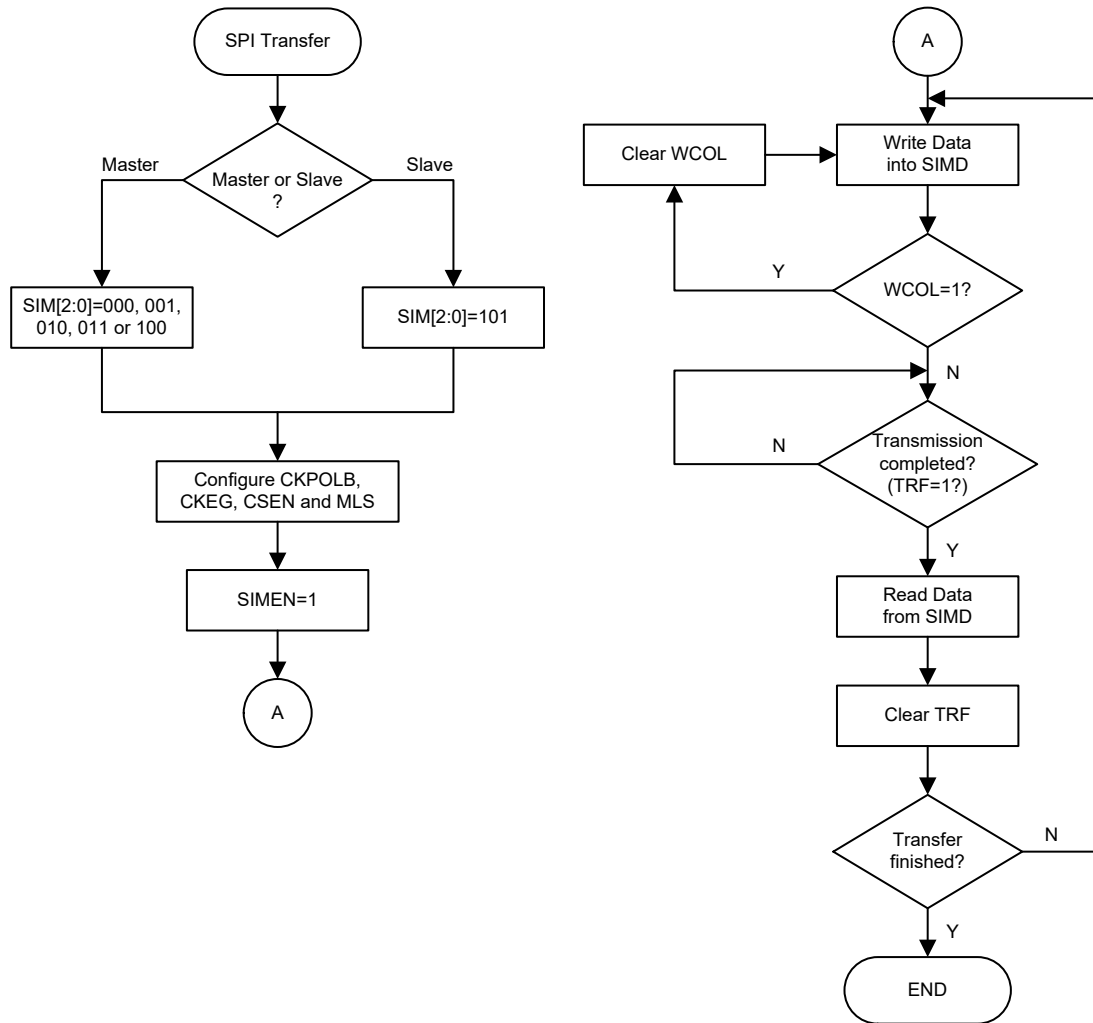 SPI Transfer
Master
Slave
Master or Slave
?
SIM[2:0]=000, 001,
010, 011 or 100
SIM[2:0]=101
Configure CKPOLB,
CKEG, CSEN and MLS
SIMEN=1
A
A
Clear WCOL
Write Data
into SIMD
Y
WCOL=1?
N
N
Transmission
completed?
(TRF=1?)
Y
Read Data
from SIMD
Clear TRF
Transfer
finished?
N
Y
END